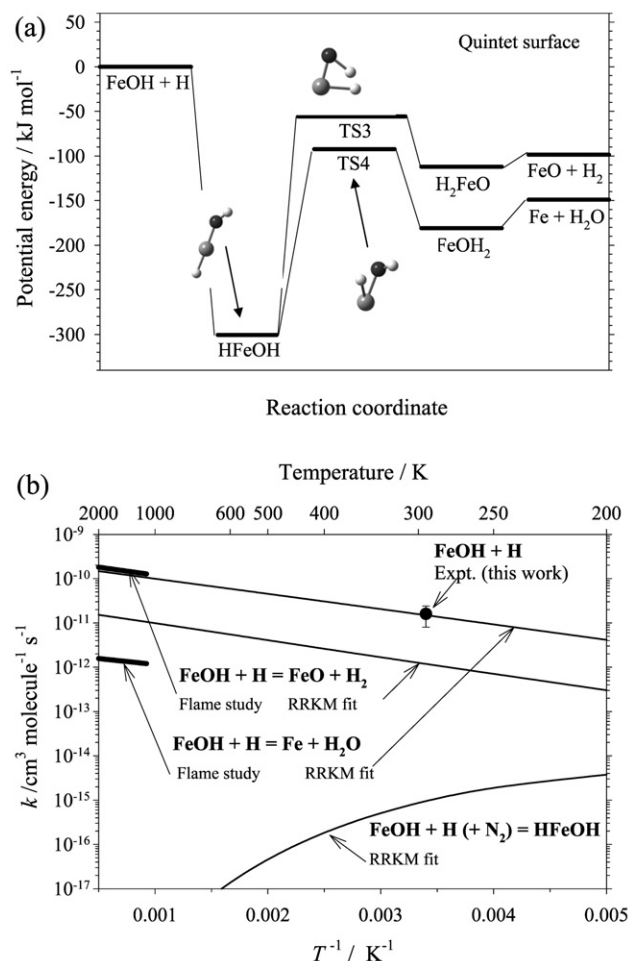 (a)
Quintet surface
50
0
-50
-100
-150
-200
-250
-300
Potential energy / kJ mol⁻¹
FeOH + H
TS3
TS4
H₂FeO
FeO + H₂
Fe + H₂O
FeOH₂
HFeOH
Reaction coordinate
(b)
Temperature / K
2000 1000 600 500 400 300 250 200
10⁻⁹
10⁻¹⁰
10⁻¹¹
10⁻¹²
10⁻¹³
10⁻¹⁴
10⁻¹⁵
10⁻¹⁶
10⁻¹⁷
k /cm³ molecule⁻¹ s⁻¹
FeOH + H
Expt. (this work)
FeOH + H = FeO + H₂
Flame study RRKM fit
FeOH + H = Fe + H₂O
Flame study RRKM fit
FeOH + H (+ N₂) = HFeOH
RRKM fit
0.001 0.002 0.003 0.004 0.005
T⁻¹ / K⁻¹